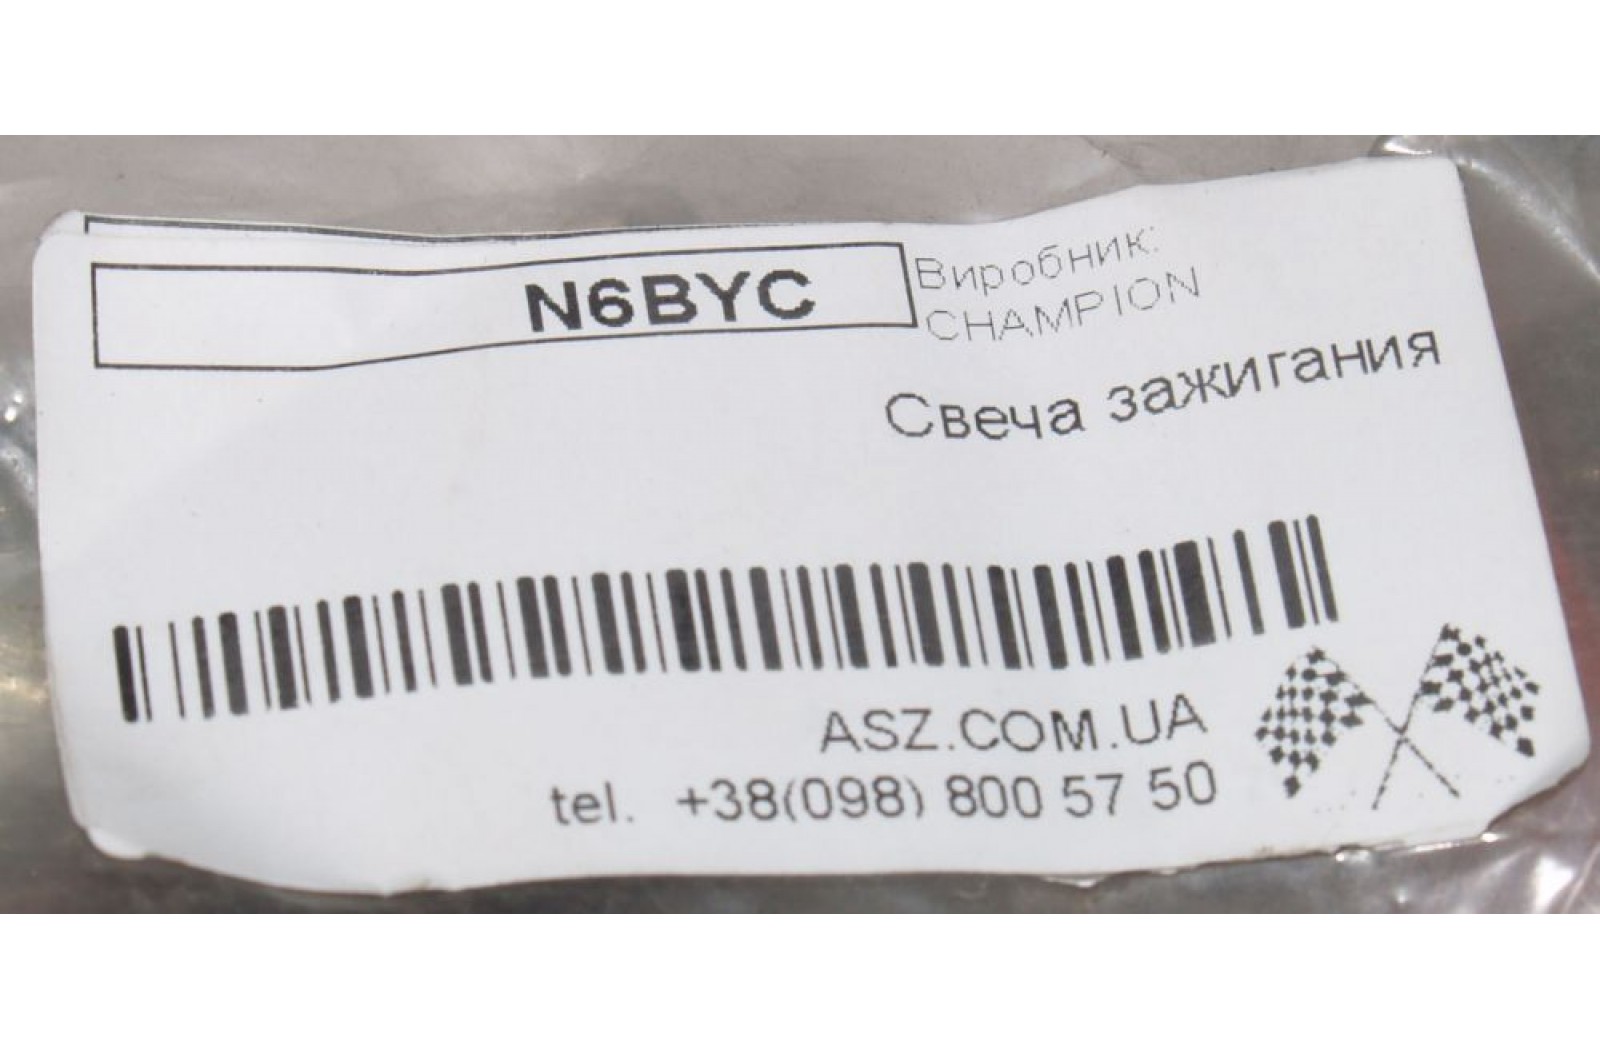 N6BYC
Виробник:
CHAMPION
Свеча зажигания
ASZ.COM.UA
tel. +38(098) 800 57 50